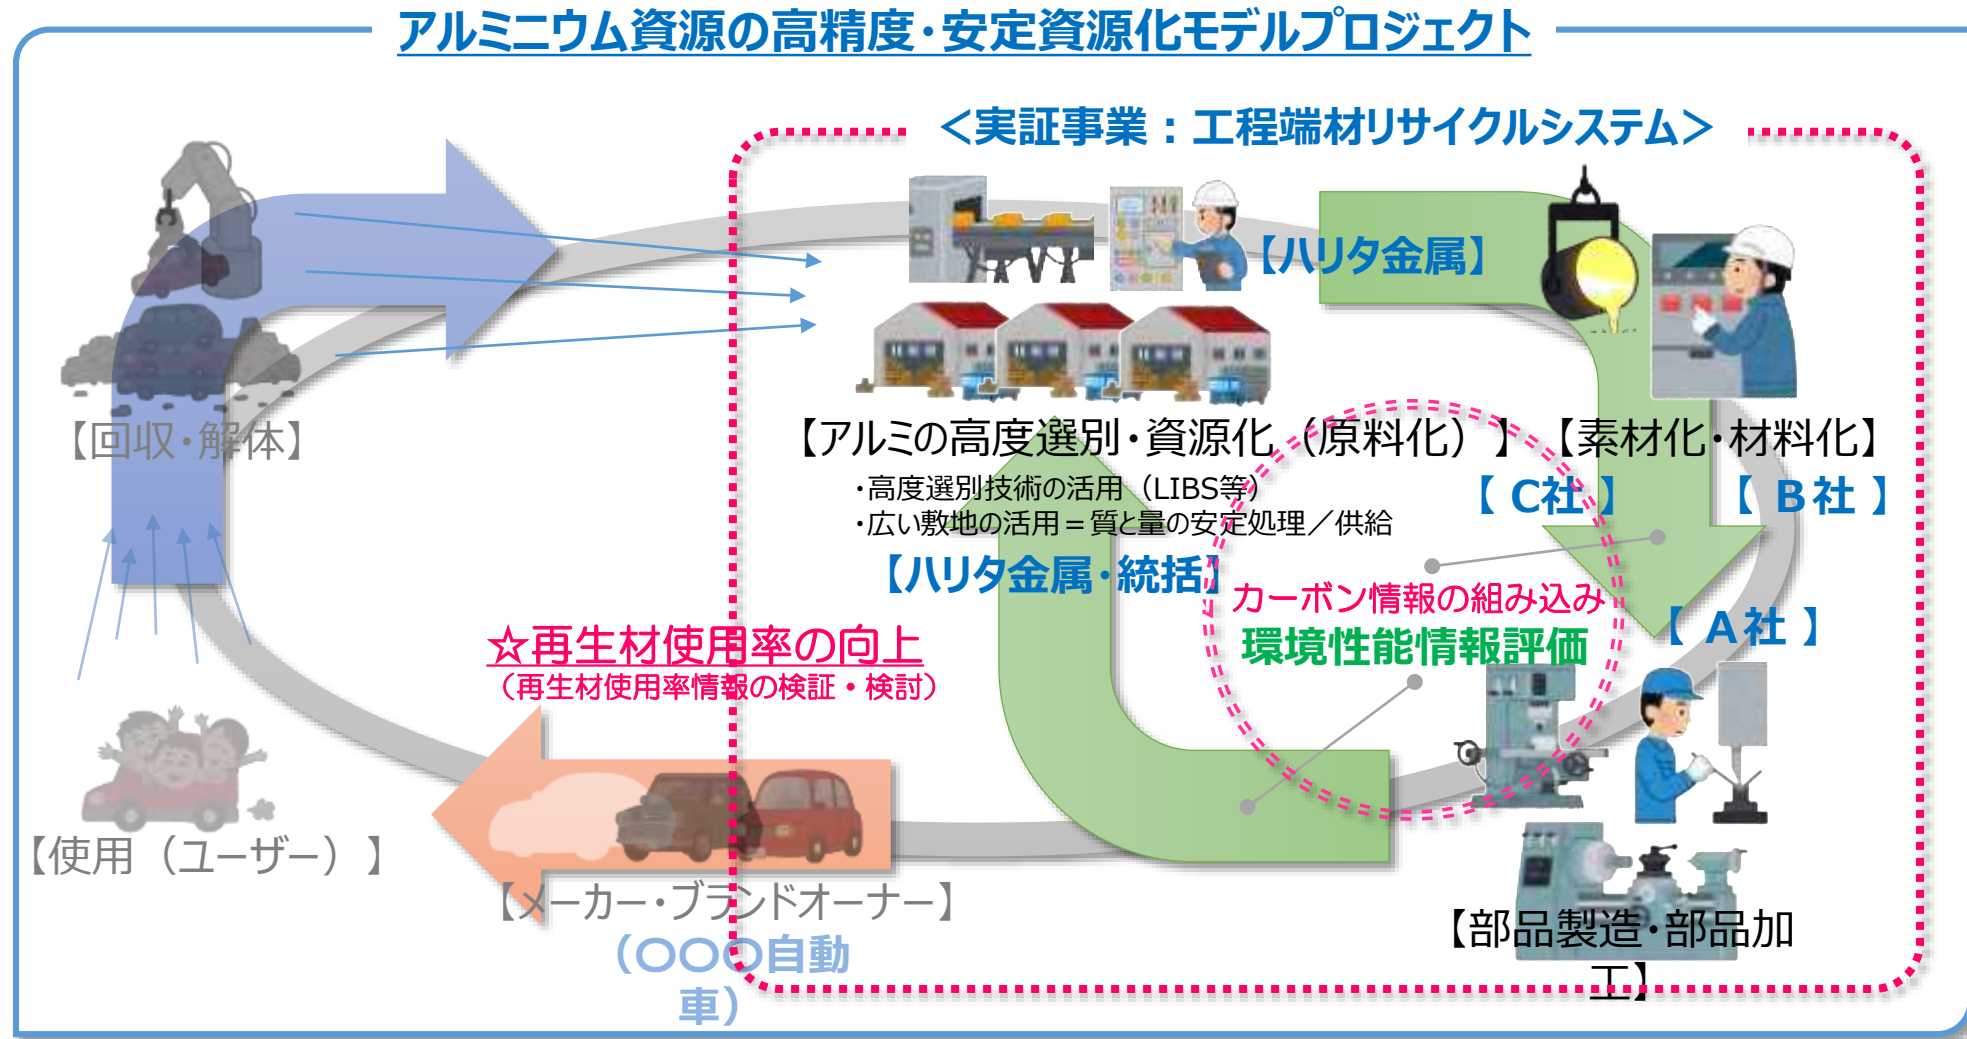 アルミニウム資源の高精度・安定資源化モデルプロジェクト
＜実証事業：工程端材リサイクルシステム＞
【ハリタ金属】
【回収・解体】
【アルミの高度選別・資源化（原料化）】
【素材化・材料化】
・高度選別技術の活用（LIBS等）
・広い敷地の活用＝質と量の安定処理／供給
【ハリタ金属・統括】
【 C社 】
【 B社 】
カーボン情報の組み込み
環境性能情報評価
【 A社 】
☆再生材使用率の向上
（再生材使用率情報の検証・検討）
【使用（ユーザー）】
【メーカー・ブランドオーナー】
（〇〇〇自動
車）
【部品製造・部品加
工】